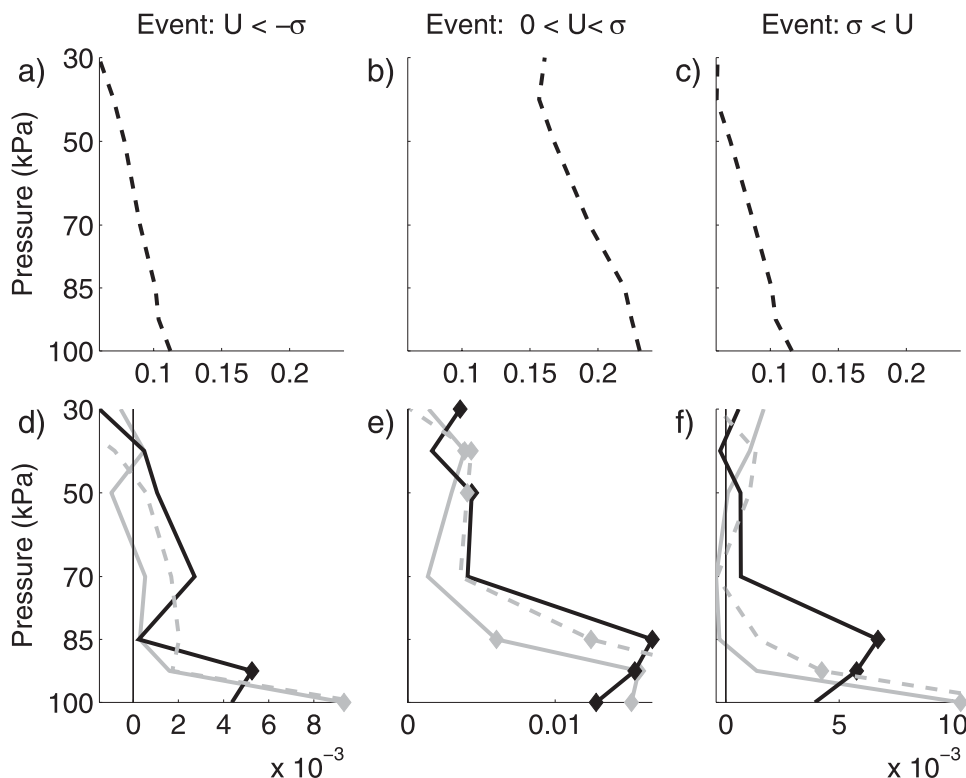 Event: U < −σ
Event: 0 < U< σ
Event: σ < U
a)
b)
c)
Pressure (kPa)
30
50
70
85
100
0.1 0.15 0.2
0.1 0.15 0.2
0.1 0.15 0.2
d)
e)
f)
Pressure (kPa)
30
50
70
85
100
0 2 4 6 8
0 0.01
0 5 10
x 10⁻³
x 10⁻³